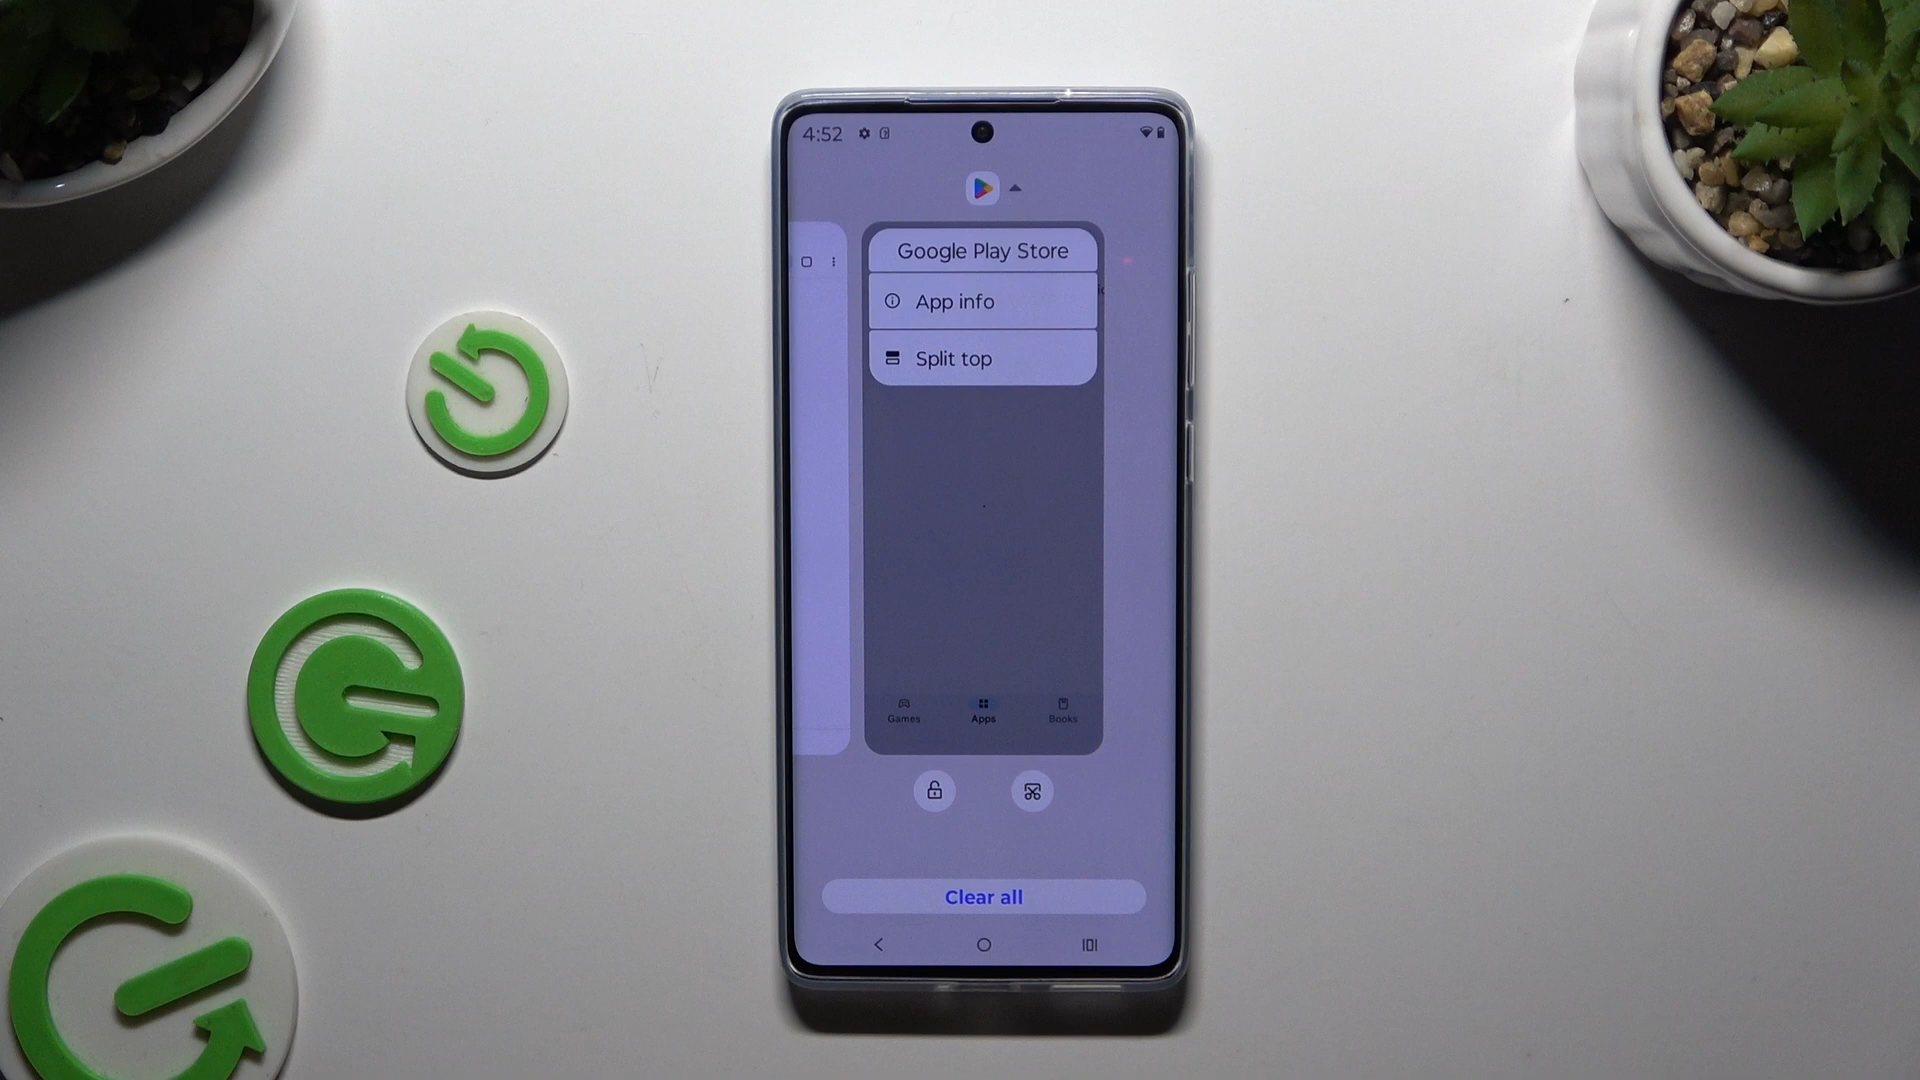 4:52
Google Play Store
App info
Split top
Games
Apps
Books
Clear all